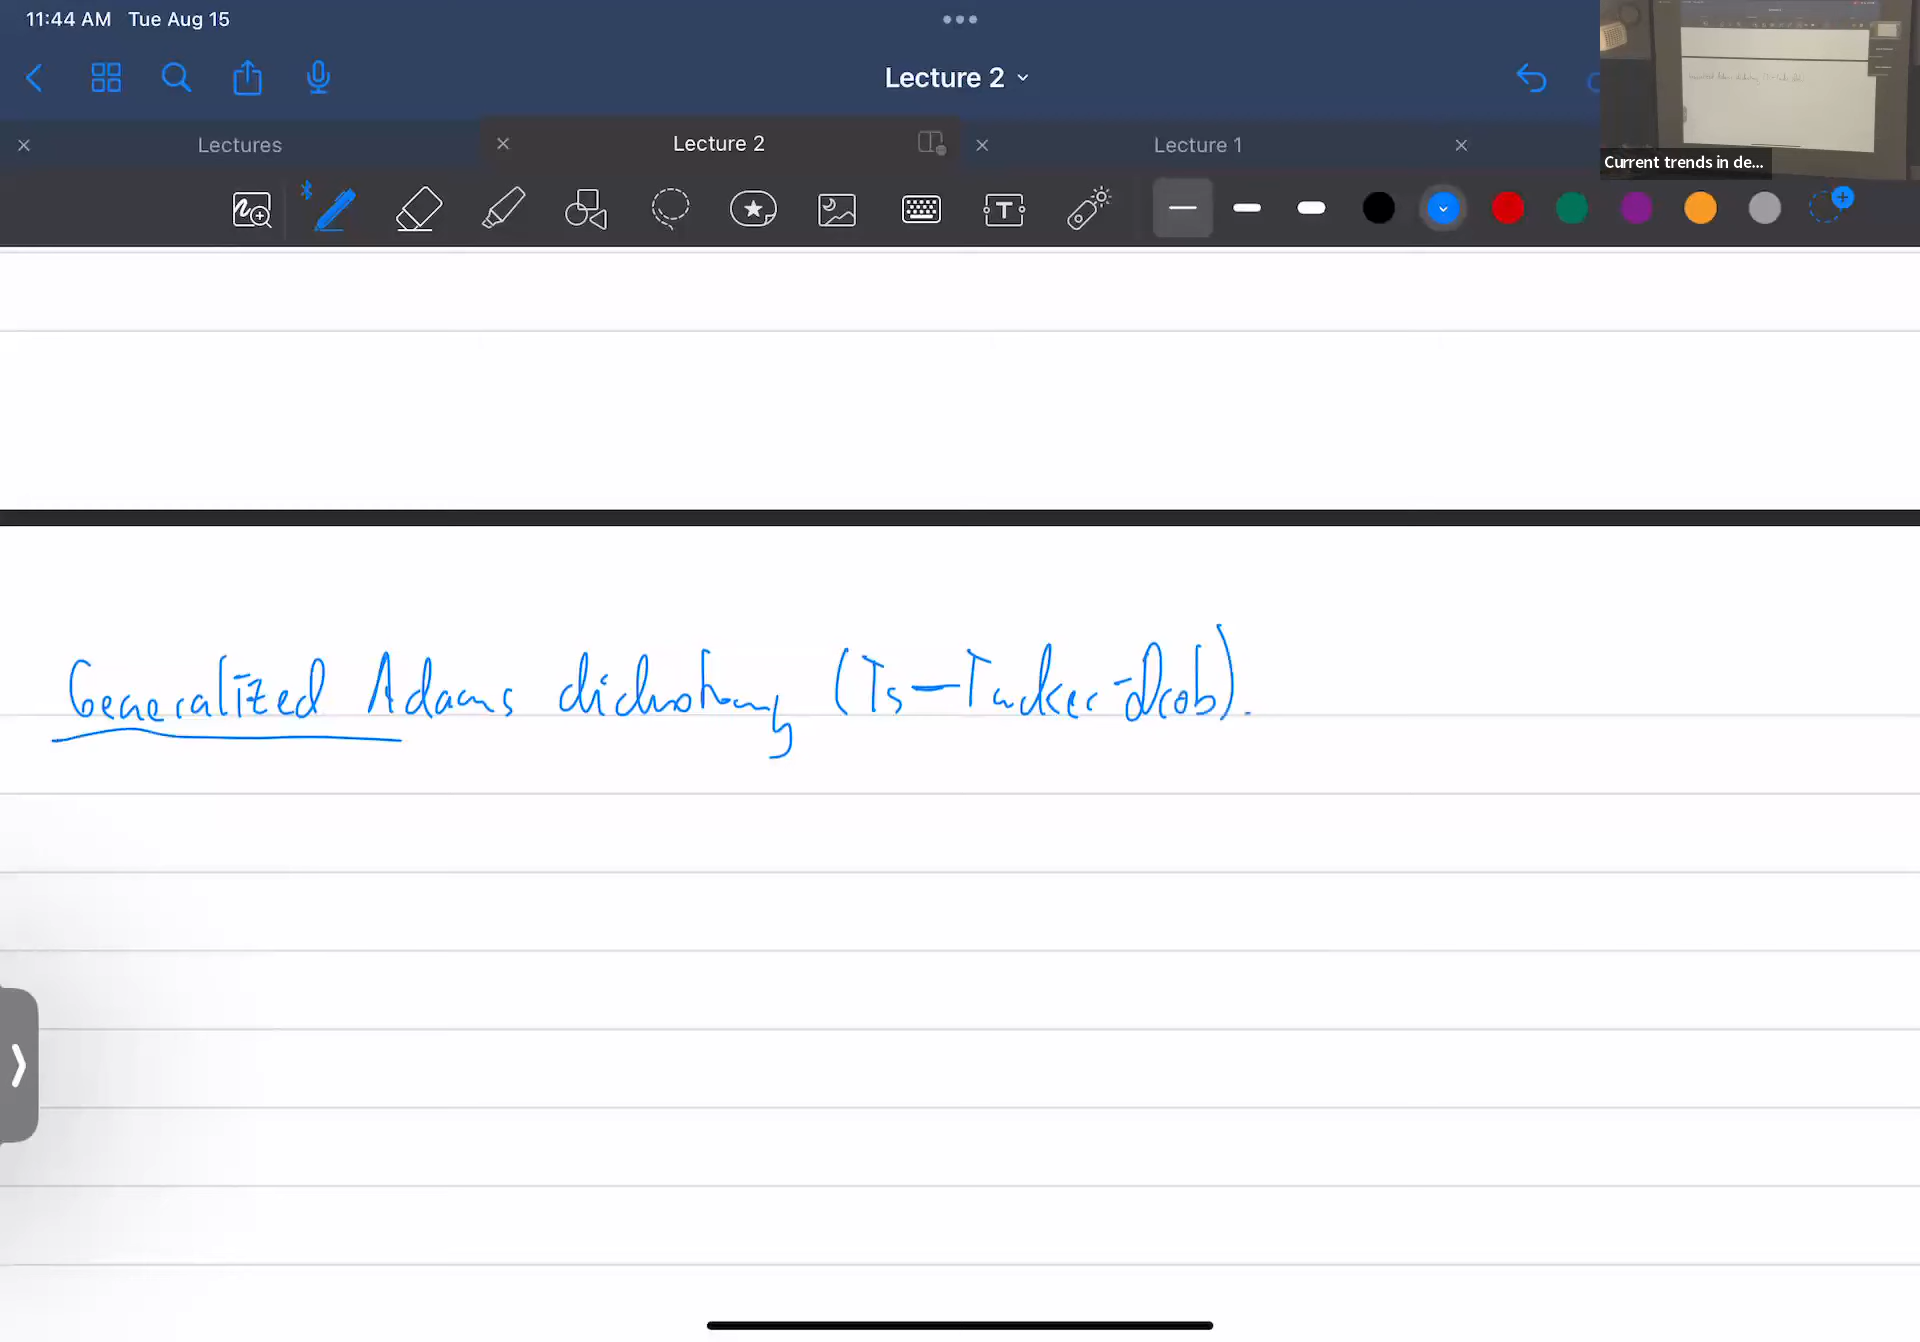 11:44 AM Tue Aug 15
Lecture 2
Lectures
Lecture 2
Lecture 1
Current trends in de...
T
Generalized Adams dichotomy (Ts-Tucker-Drob).